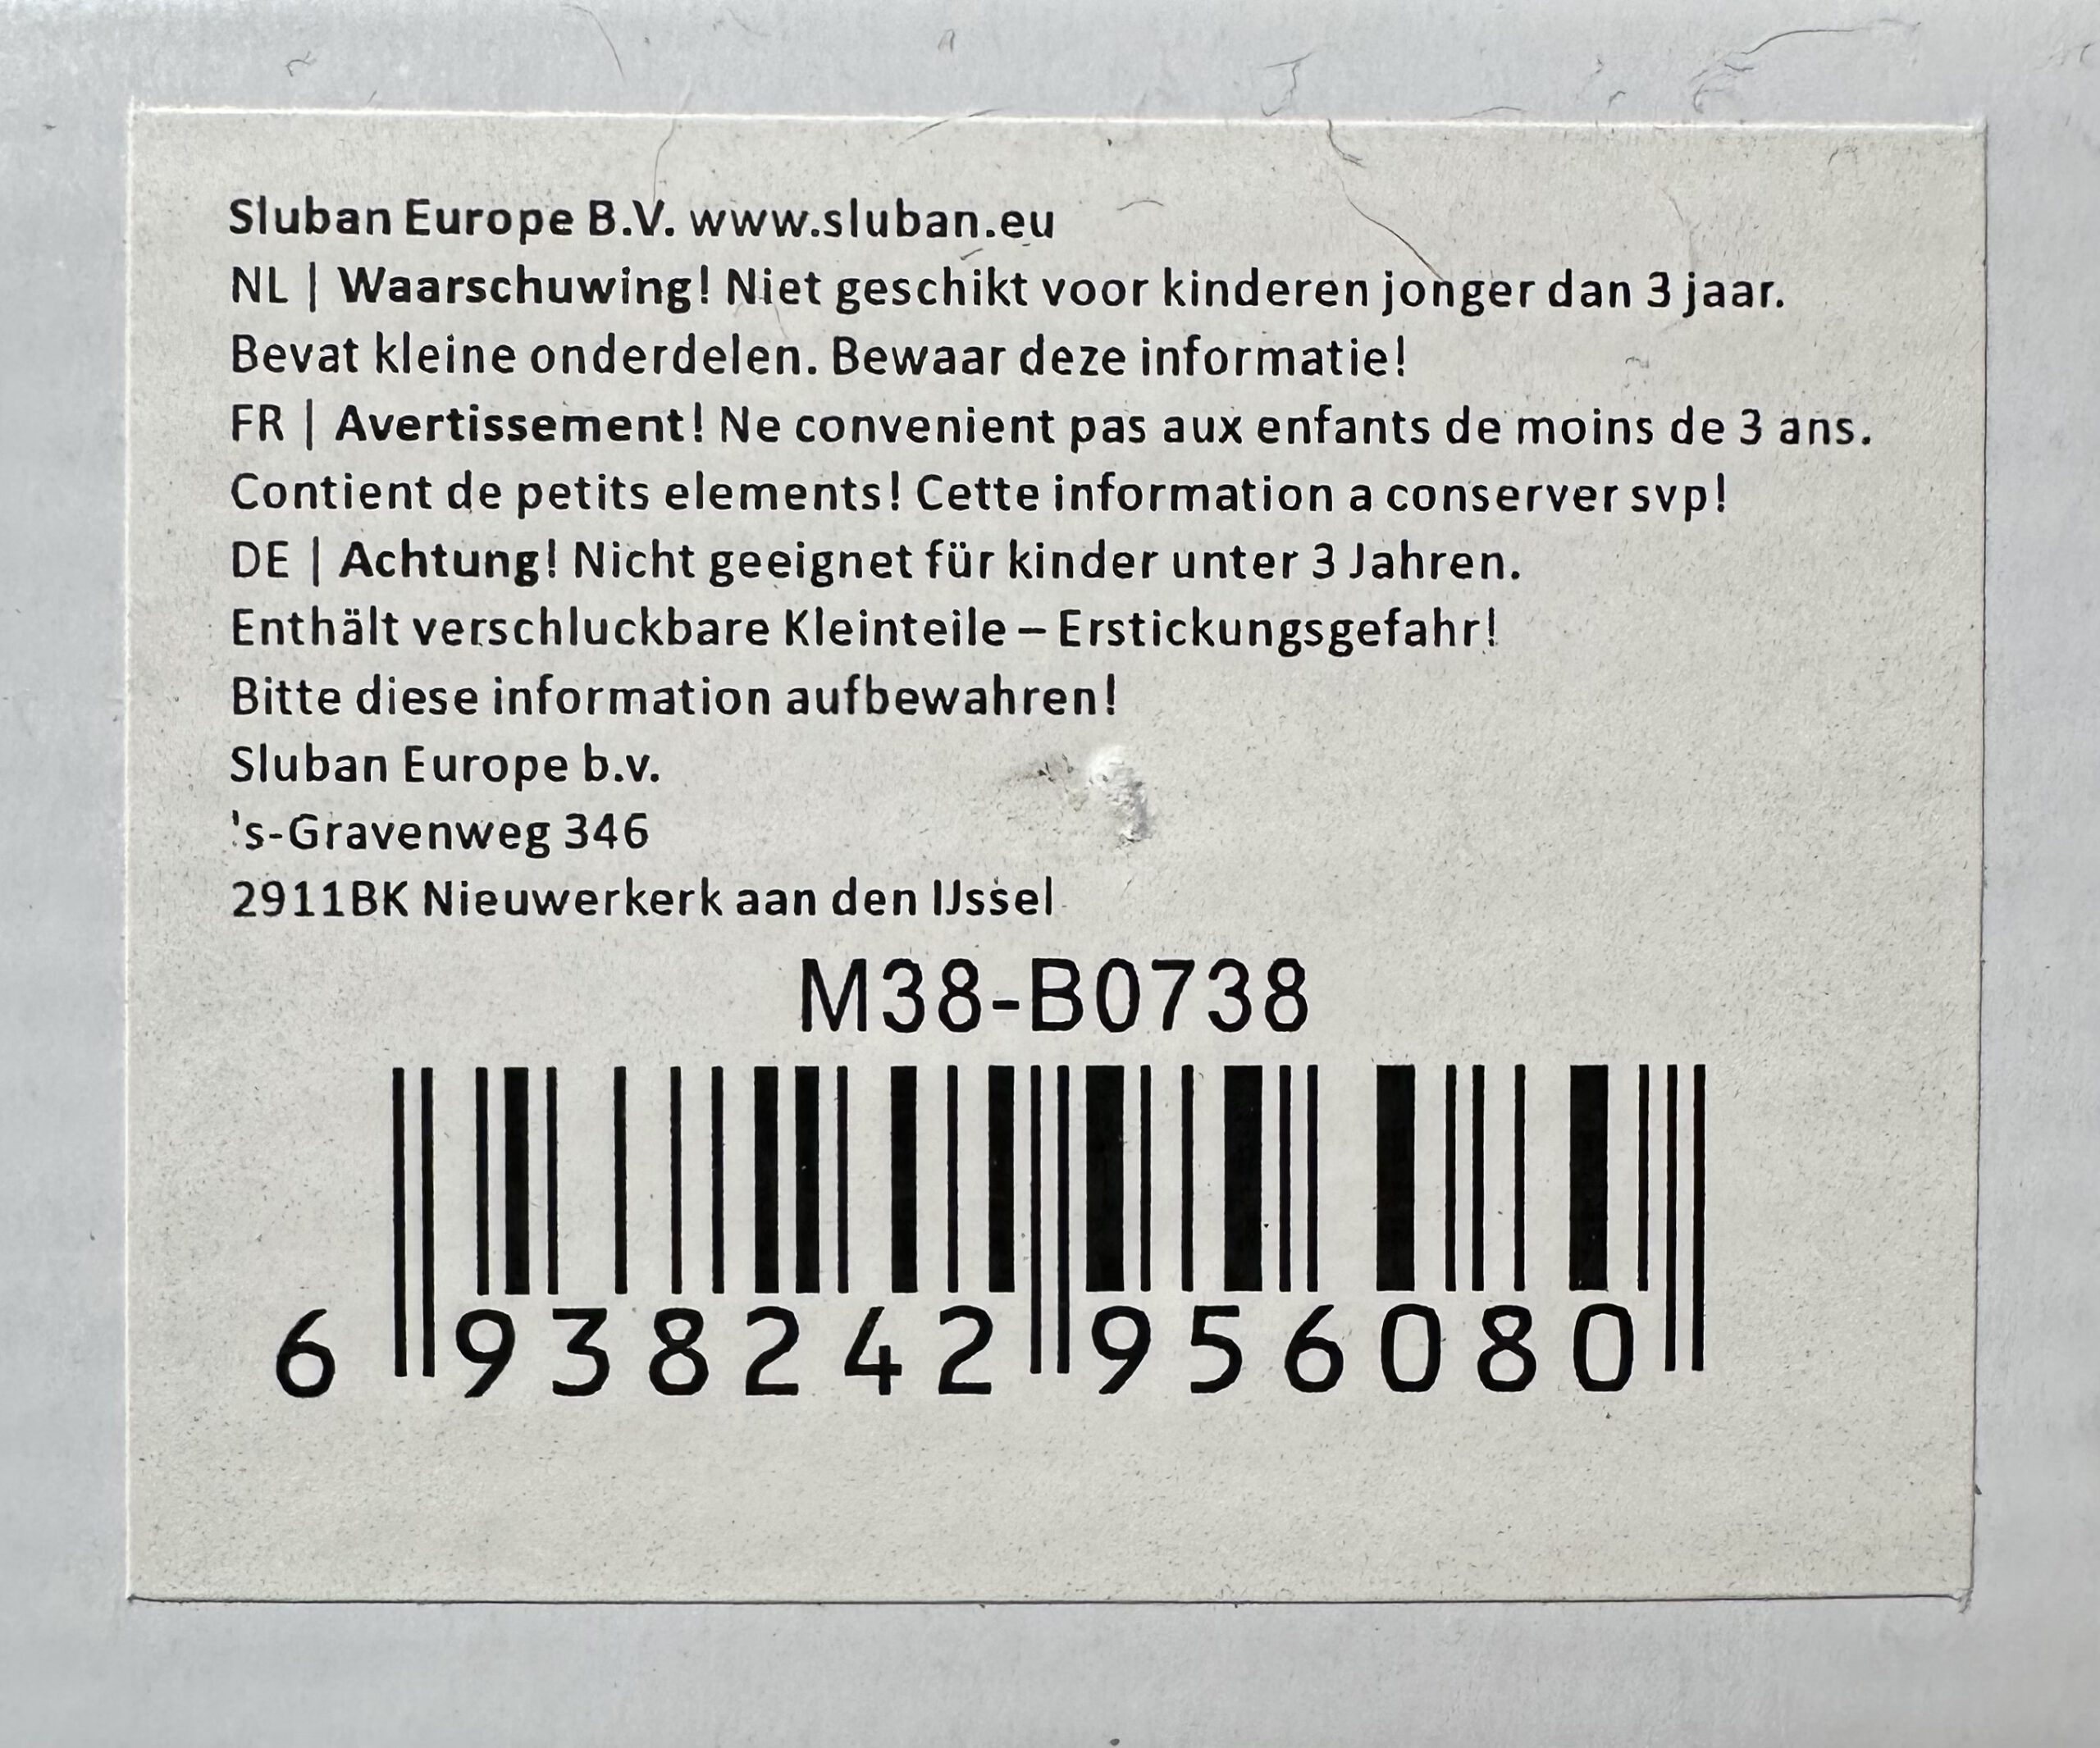 Sluban Europe B.V. www.sluban.eu
NL | Waarschuwing! Niet geschikt voor kinderen jonger dan 3 jaar.
Bevat kleine onderdelen. Bewaar deze informatie!
FR | Avertissement! Ne convenient pas aux enfants de moins de 3 ans.
Contient de petits elements! Cette information a conserver svp!
DE | Achtung! Nicht geeignet für kinder unter 3 Jahren.
Enthält verschluckbare Kleinteile – Erstickungsgefahr!
Bitte diese information aufbewahren!
Sluban Europe b.v.
's-Gravenweg 346
2911BK Nieuwerkerk aan den IJssel
M38-B0738
6 938242 956080